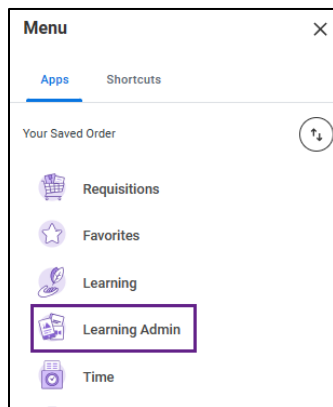 Menu
Apps Shortcuts
Your Saved Order
Requisitions
Favorites
Learning
Learning Admin
Time